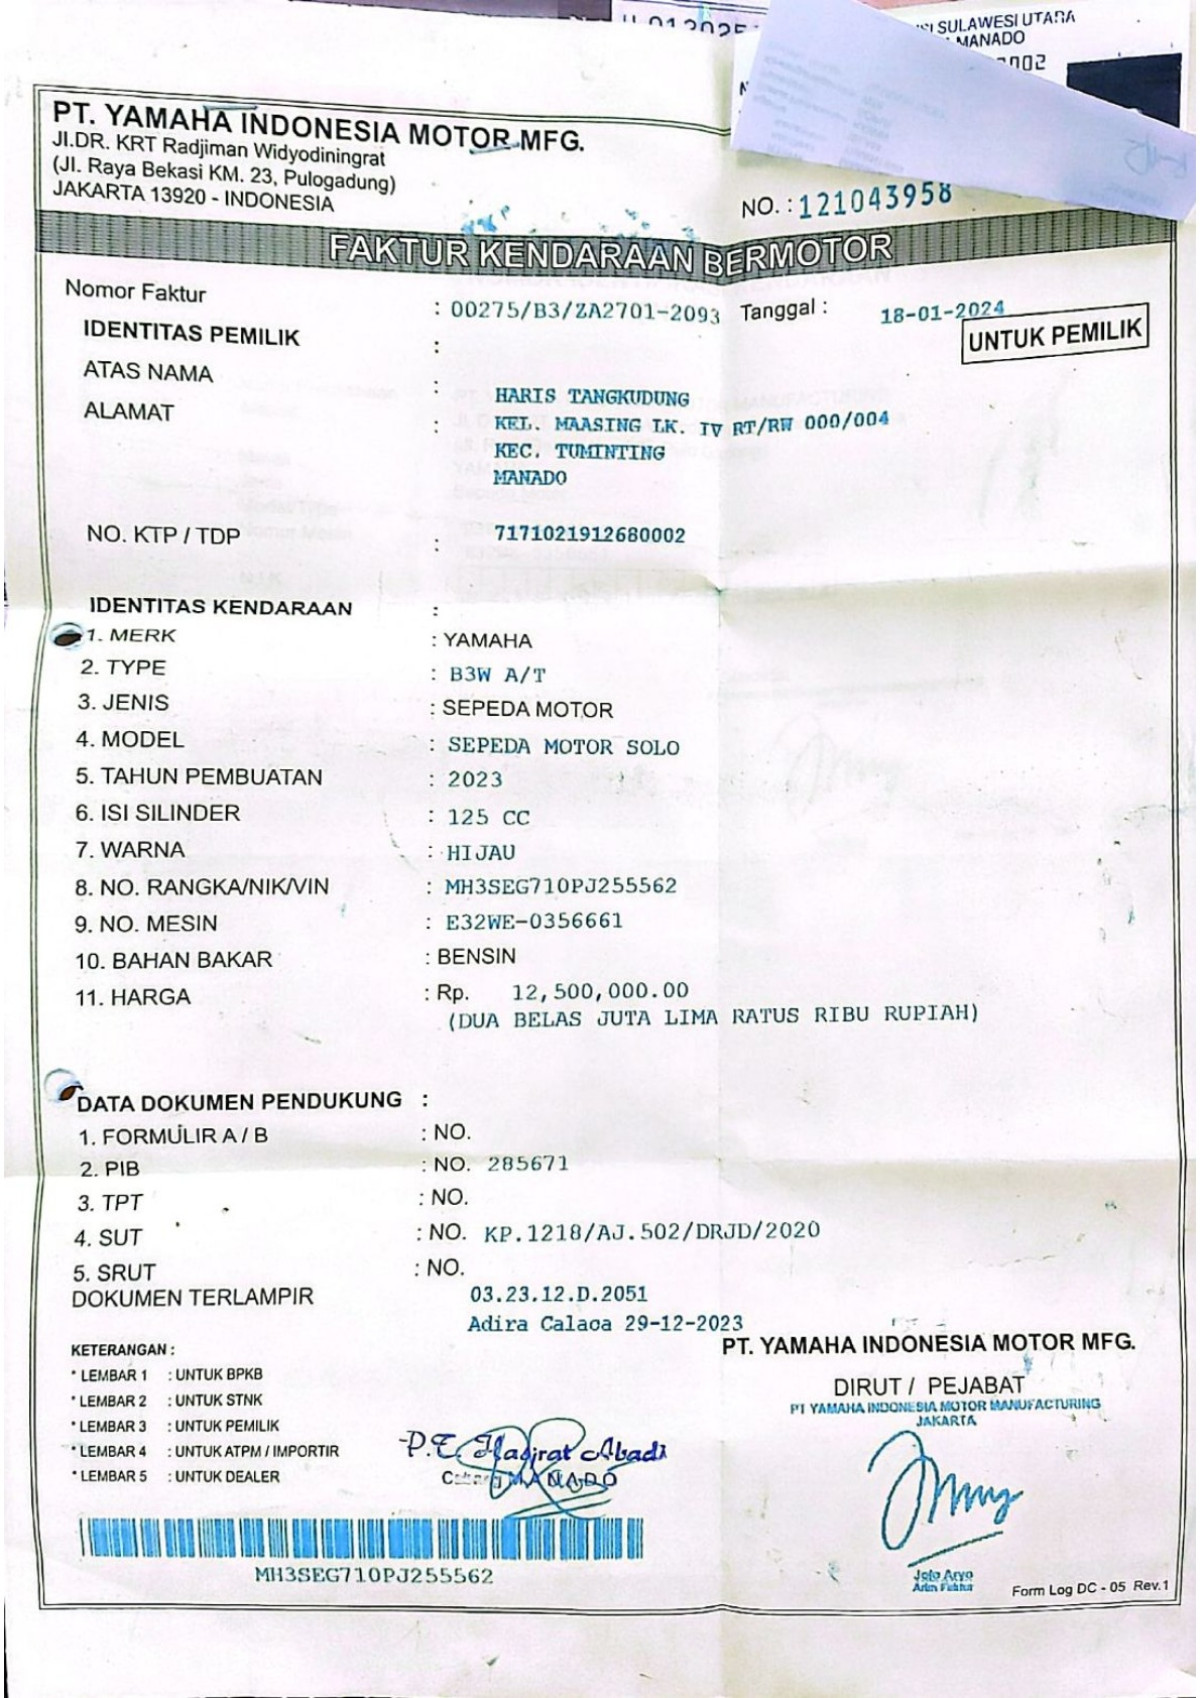 SULAWESI UTARA
MANADO
PT. YAMAHA INDONESIA MOTOR MFG.
Jl.DR. KRT Radjiman Widyodiningrat
(Jl. Raya Bekasi KM. 23, Pulogadung)
JAKARTA 13920 - INDONESIA
NO. : 121043958
FAKTUR KENDARAAN BERMOTOR
Nomor Faktur : 00275/B3/ZA2701-2093 Tanggal : 18-01-2024
IDENTITAS PEMILIK :
UNTUK PEMILIK
ATAS NAMA : HARIS TANGKUDUNG
ALAMAT : KEL. MAASING LK. IV RT/RW 000/004
KEC. TUMINTING
MANADO
NO. KTP / TDP : 7171021912680002
IDENTITAS KENDARAAN :
1. MERK : YAMAHA
2. TYPE : B3W A/T
3. JENIS : SEPEDA MOTOR
4. MODEL : SEPEDA MOTOR SOLO
5. TAHUN PEMBUATAN : 2023
6. ISI SILINDER : 125 CC
7. WARNA : HIJAU
8. NO. RANGKA/NIK/VIN : MH3SEG710PJ255562
9. NO. MESIN : E32WE-0356661
10. BAHAN BAKAR : BENSIN
11. HARGA : Rp. 12,500,000.00
(DUA BELAS JUTA LIMA RATUS RIBU RUPIAH)
DATA DOKUMEN PENDUKUNG :
1. FORMULIR A / B : NO.
2. PIB : NO. 285671
3. TPT : NO.
4. SUT : NO. KP.1218/AJ.502/DRJD/2020
5. SRUT : NO.
DOKUMEN TERLAMPIR 03.23.12.D.2051
Adira Calaca 29-12-2023
KETERANGAN :
* LEMBAR 1 : UNTUK BPKB
* LEMBAR 2 : UNTUK STNK
* LEMBAR 3 : UNTUK PEMILIK
* LEMBAR 4 : UNTUK ATPM / IMPORTIR
* LEMBAR 5 : UNTUK DEALER
P.T. Hasjrat Abadi
Cabang MANADO
MH3SEG710PJ255562
PT. YAMAHA INDONESIA MOTOR MFG.
DIRUT / PEJABAT
PT YAMAHA INDONESIA MOTOR MANUFACTURING
JAKARTA
Form Log DC - 05 Rev.1